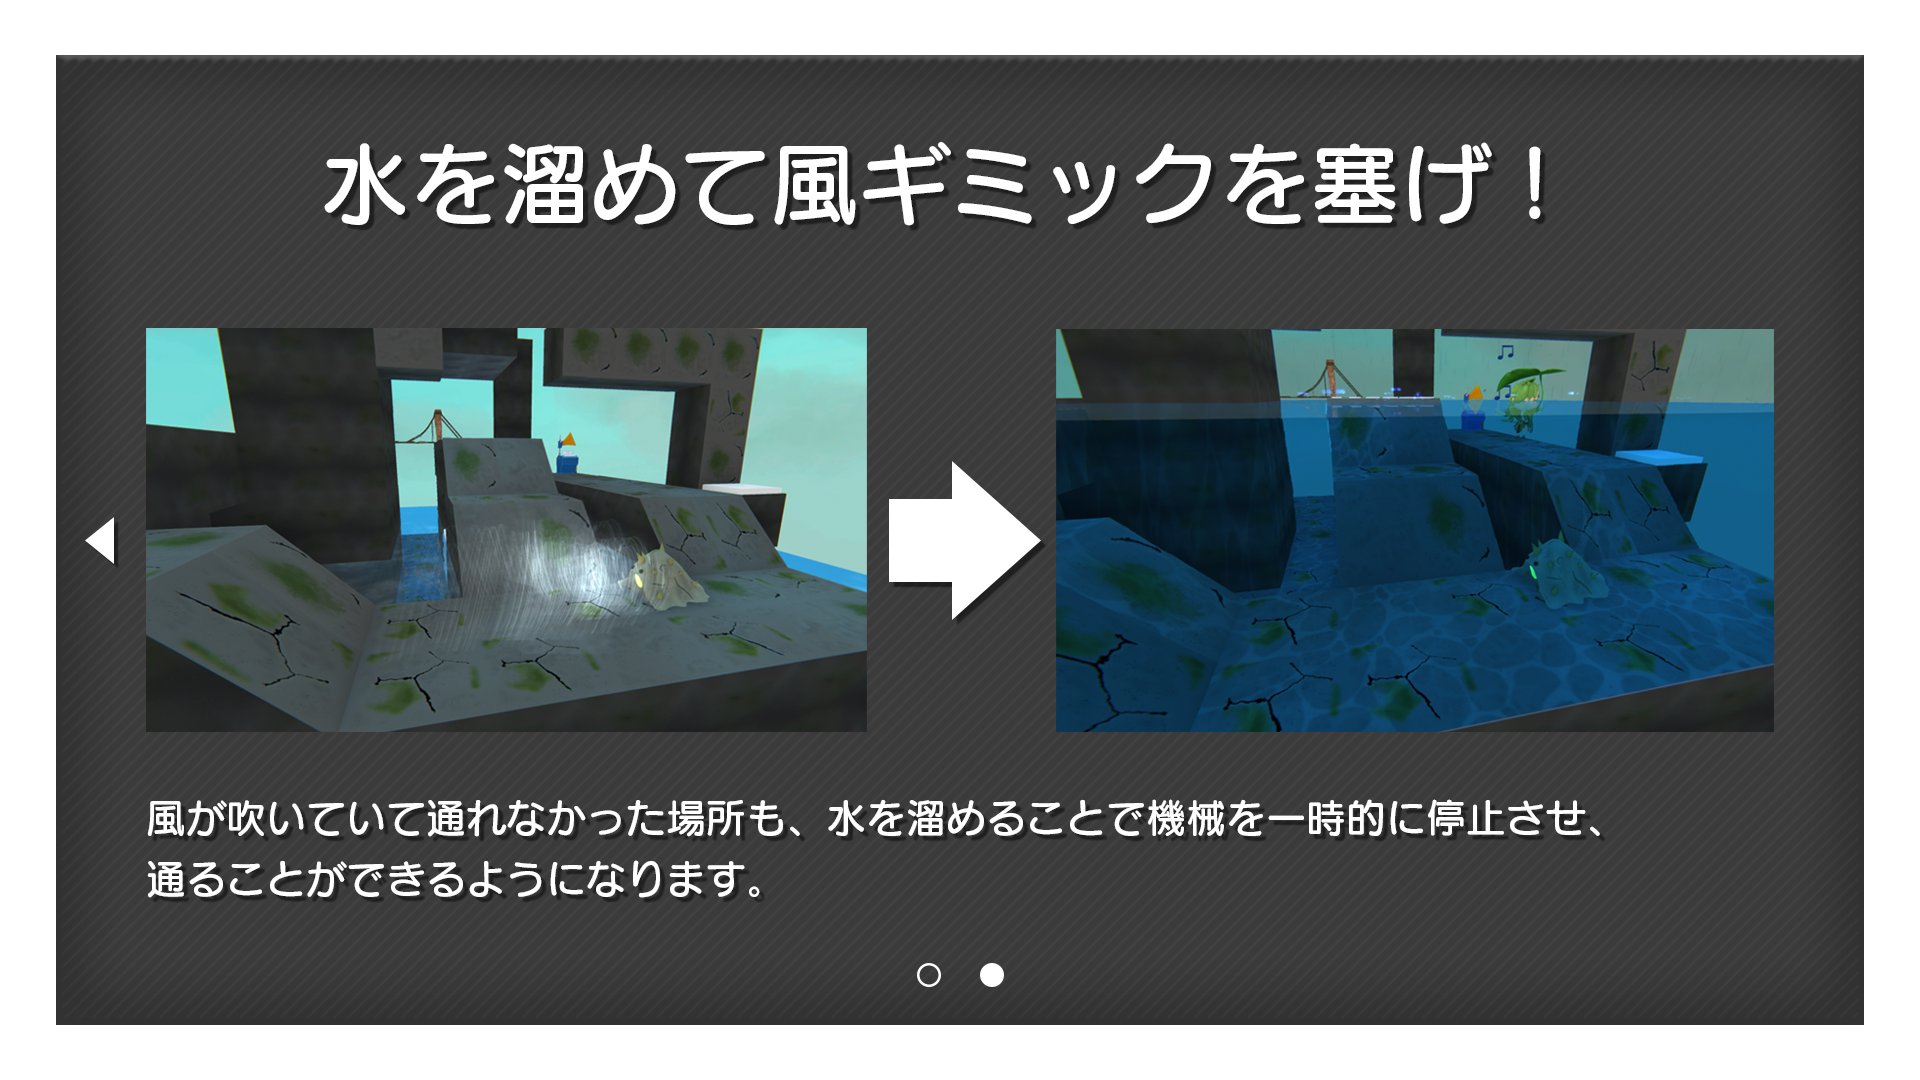 水を溜めて風ギミックを塞げ！
風が吹いていて通れなかった場所も、水を溜めることで機械を一時的に停止させ、
通ることができるようになります。